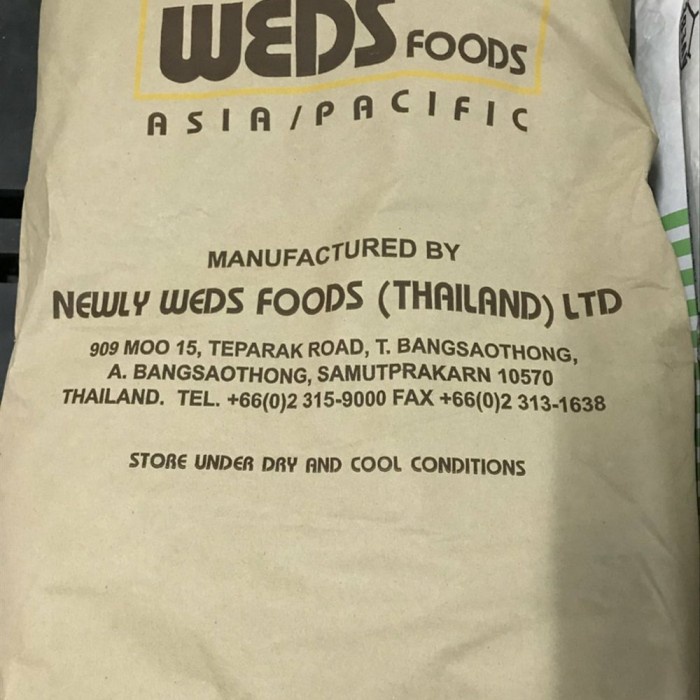 WEDS FOODS
ASIA/PACIFIC
MANUFACTURED BY
NEWLY WEDS FOODS (THAILAND) LTD
909 MOO 15, TEPARAK ROAD, T. BANGSAOTHONG,
A. BANGSAOTHONG, SAMUTPRAKARN 10570
THAILAND. TEL. +66(0)2 315-9000 FAX +66(0)2 313-1638
STORE UNDER DRY AND COOL CONDITIONS